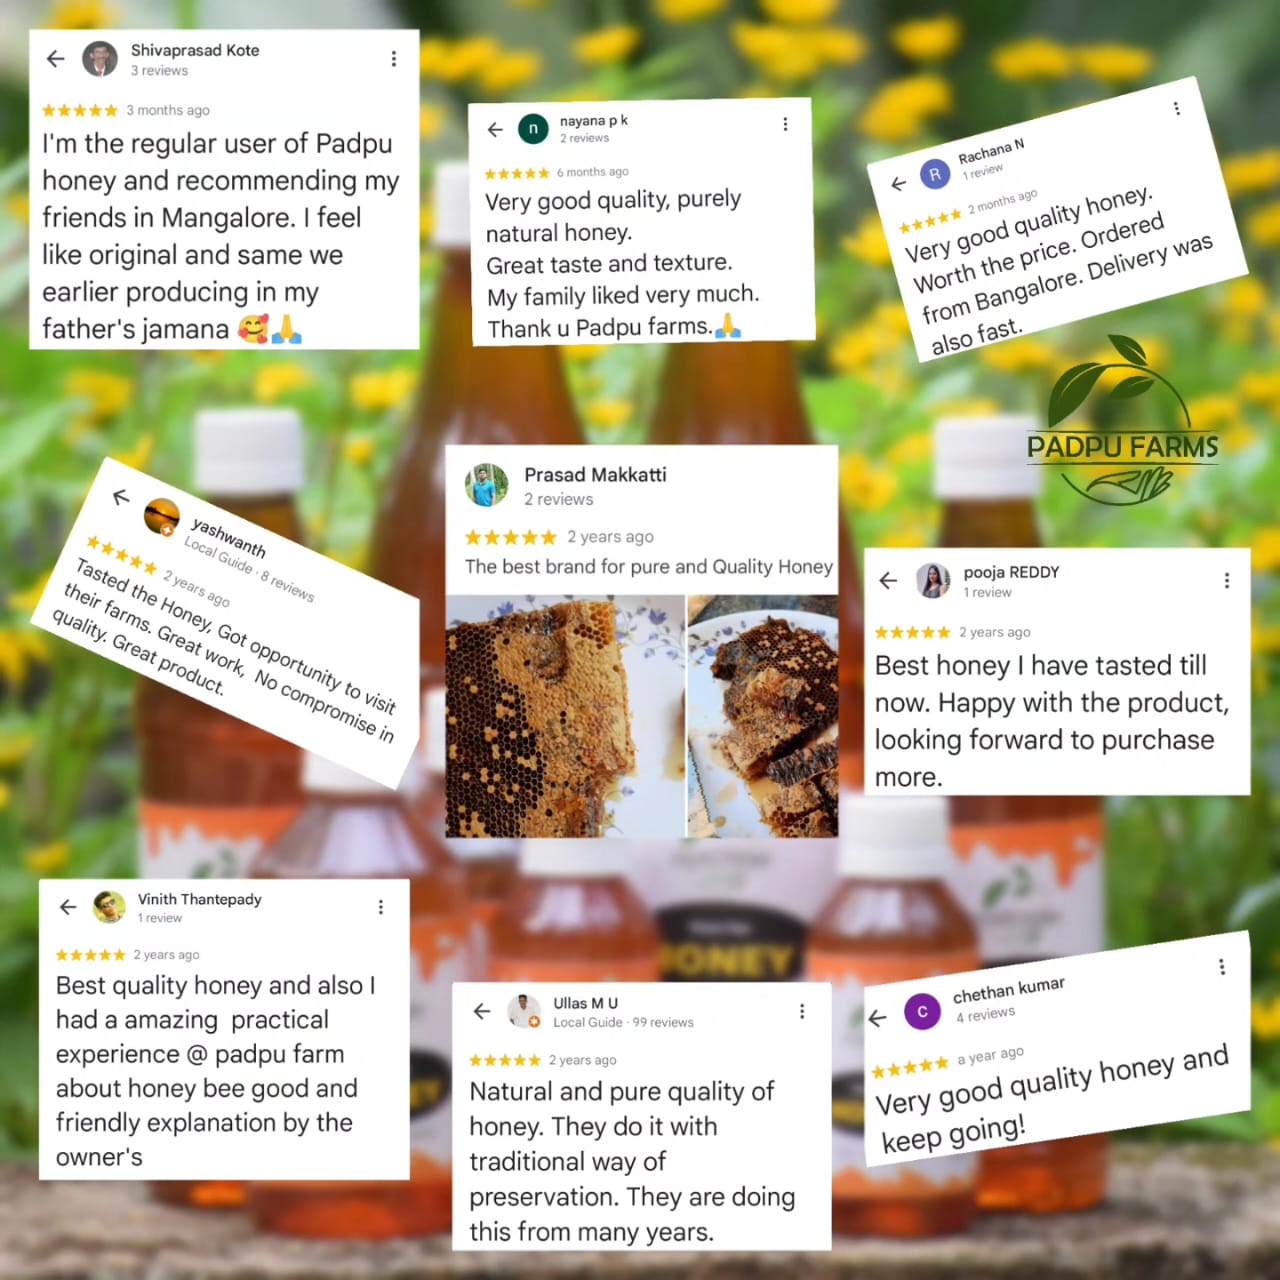 Shivaprasad Kote
3 reviews
3 months ago
I'm the regular user of Padpu
honey and recommending my
friends in Mangalore. I feel
like original and same we
earlier producing in my
father's jamana 🥰🙏
n
nayana p k
2 reviews
6 months ago
Very good quality, purely
natural honey.
Great taste and texture.
My family liked very much.
Thank u Padpu farms.🙏
R
Rachana N
1 review
2 months ago
Very good quality honey.
Worth the price. Ordered
from Bangalore. Delivery was
also fast.
PADPU FARMS
yashwanth
Local Guide · 8 reviews
2 years ago
Tasted the Honey, Got opportunity to visit
their farms. Great work, No compromise in
quality. Great product.
Prasad Makkatti
2 reviews
2 years ago
The best brand for pure and Quality Honey
pooja REDDY
1 review
2 years ago
Best honey I have tasted till
now. Happy with the product,
looking forward to purchase
more.
Vinith Thantepady
1 review
2 years ago
Best quality honey and also I
had a amazing practical
experience @ padpu farm
about honey bee good and
friendly explanation by the
owner's
HONEY
Ullas M U
Local Guide · 99 reviews
2 years ago
Natural and pure quality of
honey. They do it with
traditional way of
preservation. They are doing
this from many years.
c
chethan kumar
4 reviews
a year ago
Very good quality honey and
keep going!